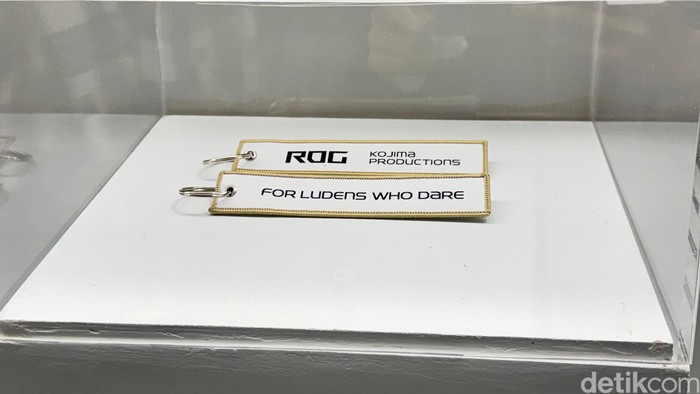 ROG KOJIMA
PRODUCTIONS
FOR LUDENS WHO DARE
detikcom